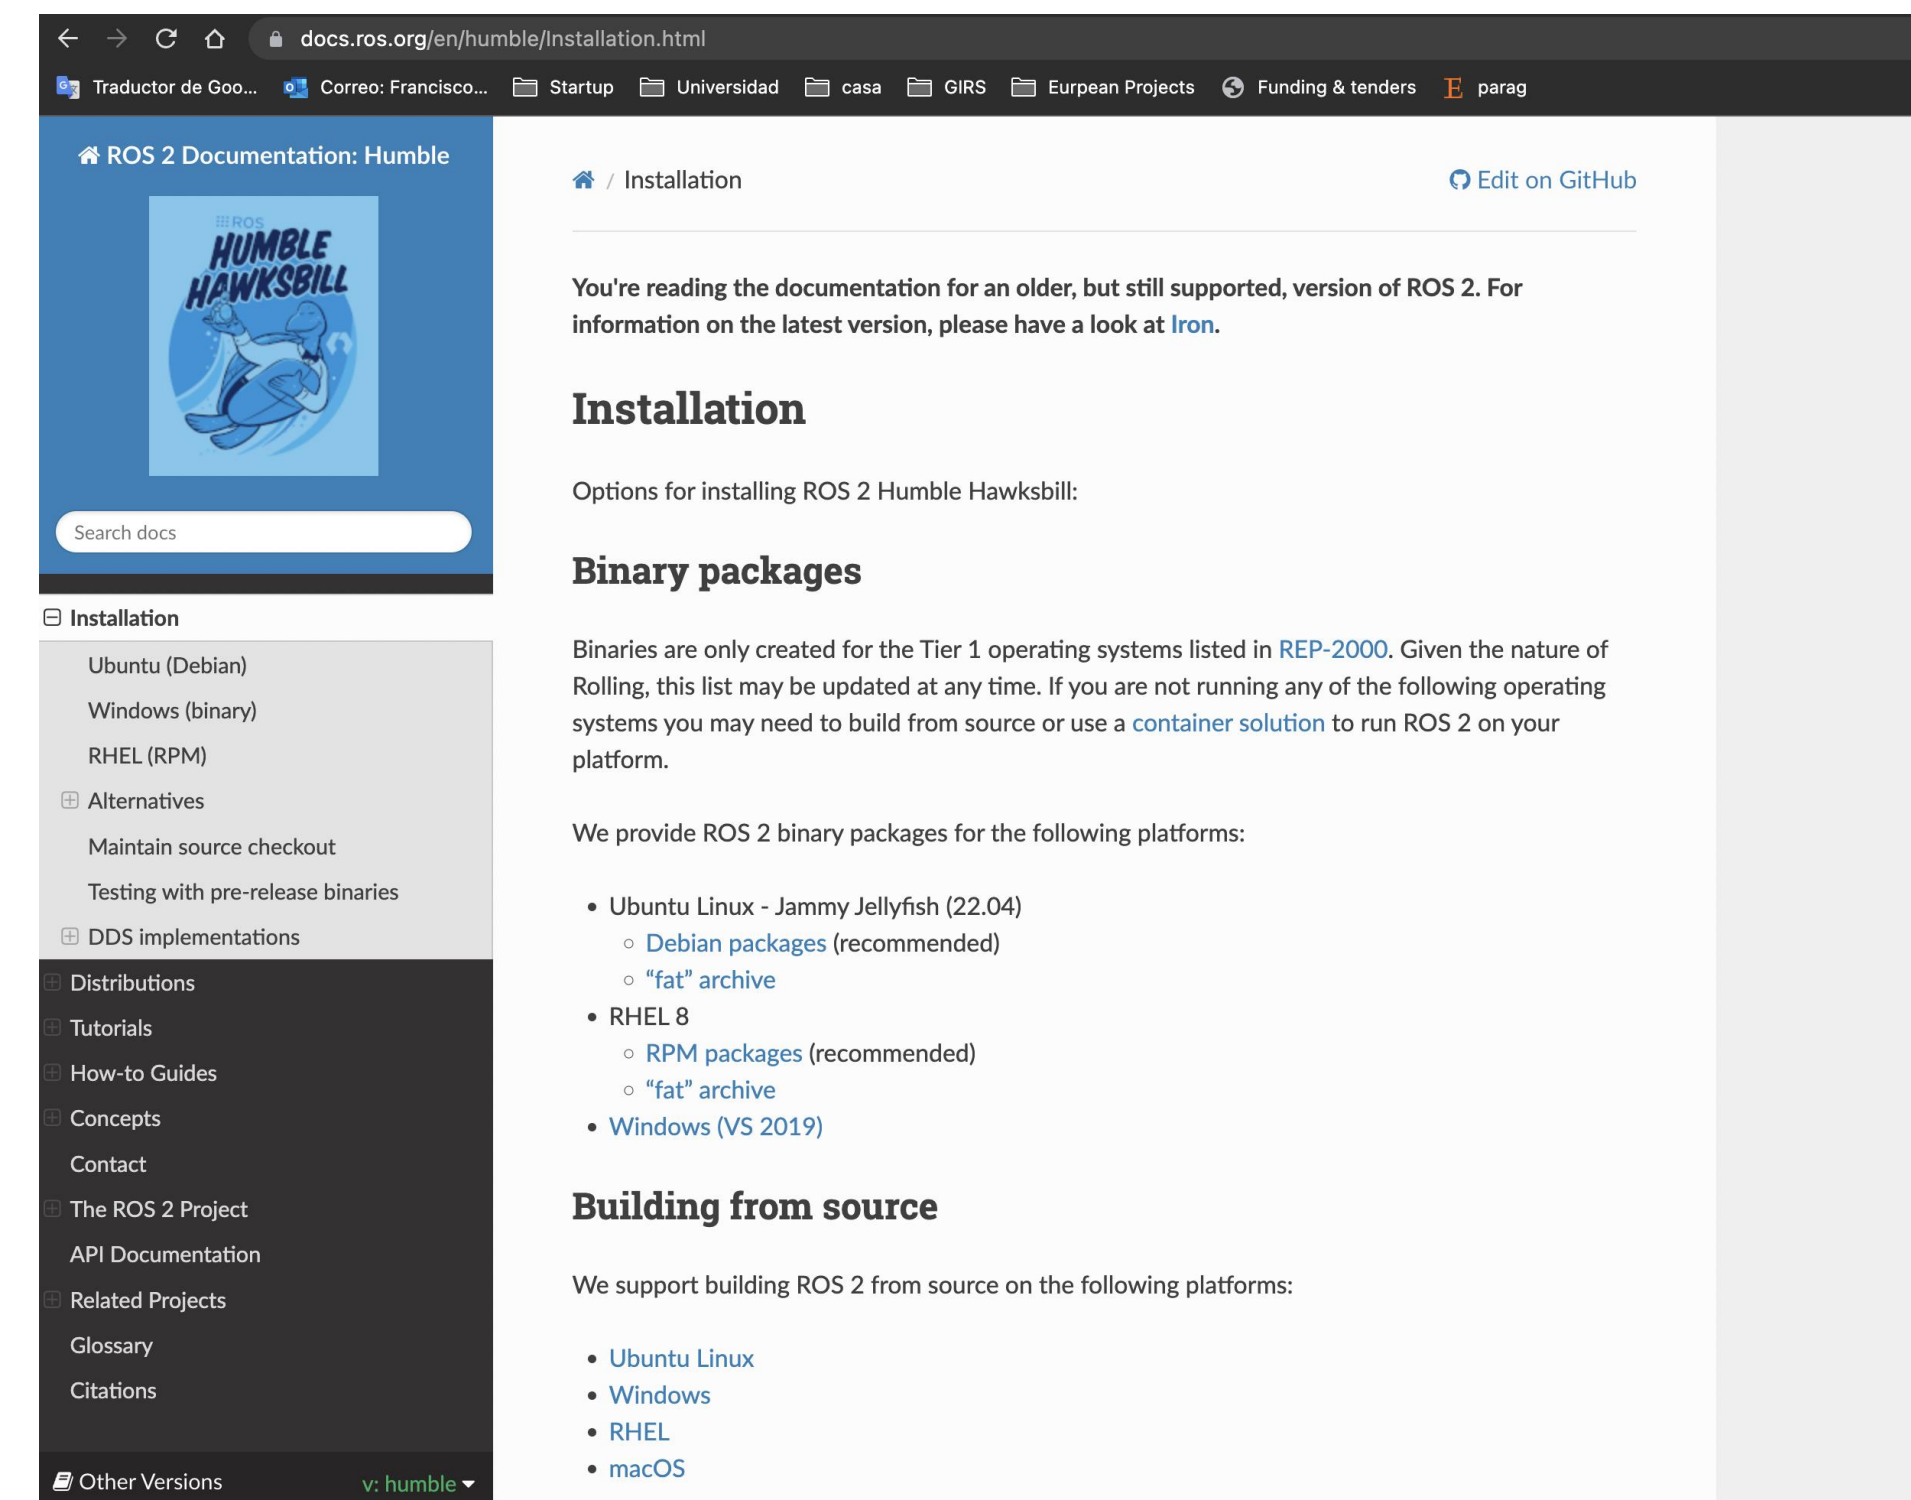 docs.ros.org/en/humble/Installation.html
Traductor de Goo...
Correo: Francisco...
Startup
Universidad
casa
GIRS
Eurpean Projects
Funding & tenders
E parag
ROS 2 Documentation: Humble
ROS
HUMBLE
HAWKSBILL
Search docs
Installation
Ubuntu (Debian)
Windows (binary)
RHEL (RPM)
Alternatives
Maintain source checkout
Testing with pre-release binaries
DDS implementations
Distributions
Tutorials
How-to Guides
Concepts
Contact
The ROS 2 Project
API Documentation
Related Projects
Glossary
Citations
Other Versions
v: humble
/ Installation
Edit on GitHub
You're reading the documentation for an older, but still supported, version of ROS 2. For
information on the latest version, please have a look at Iron.
Installation
Options for installing ROS 2 Humble Hawksbill:
Binary packages
Binaries are only created for the Tier 1 operating systems listed in REP-2000. Given the nature of
Rolling, this list may be updated at any time. If you are not running any of the following operating
systems you may need to build from source or use a container solution to run ROS 2 on your
platform.
We provide ROS 2 binary packages for the following platforms:
• Ubuntu Linux - Jammy Jellyfish (22.04)
◦ Debian packages (recommended)
◦ “fat” archive
• RHEL 8
◦ RPM packages (recommended)
◦ “fat” archive
• Windows (VS 2019)
Building from source
We support building ROS 2 from source on the following platforms:
• Ubuntu Linux
• Windows
• RHEL
• macOS